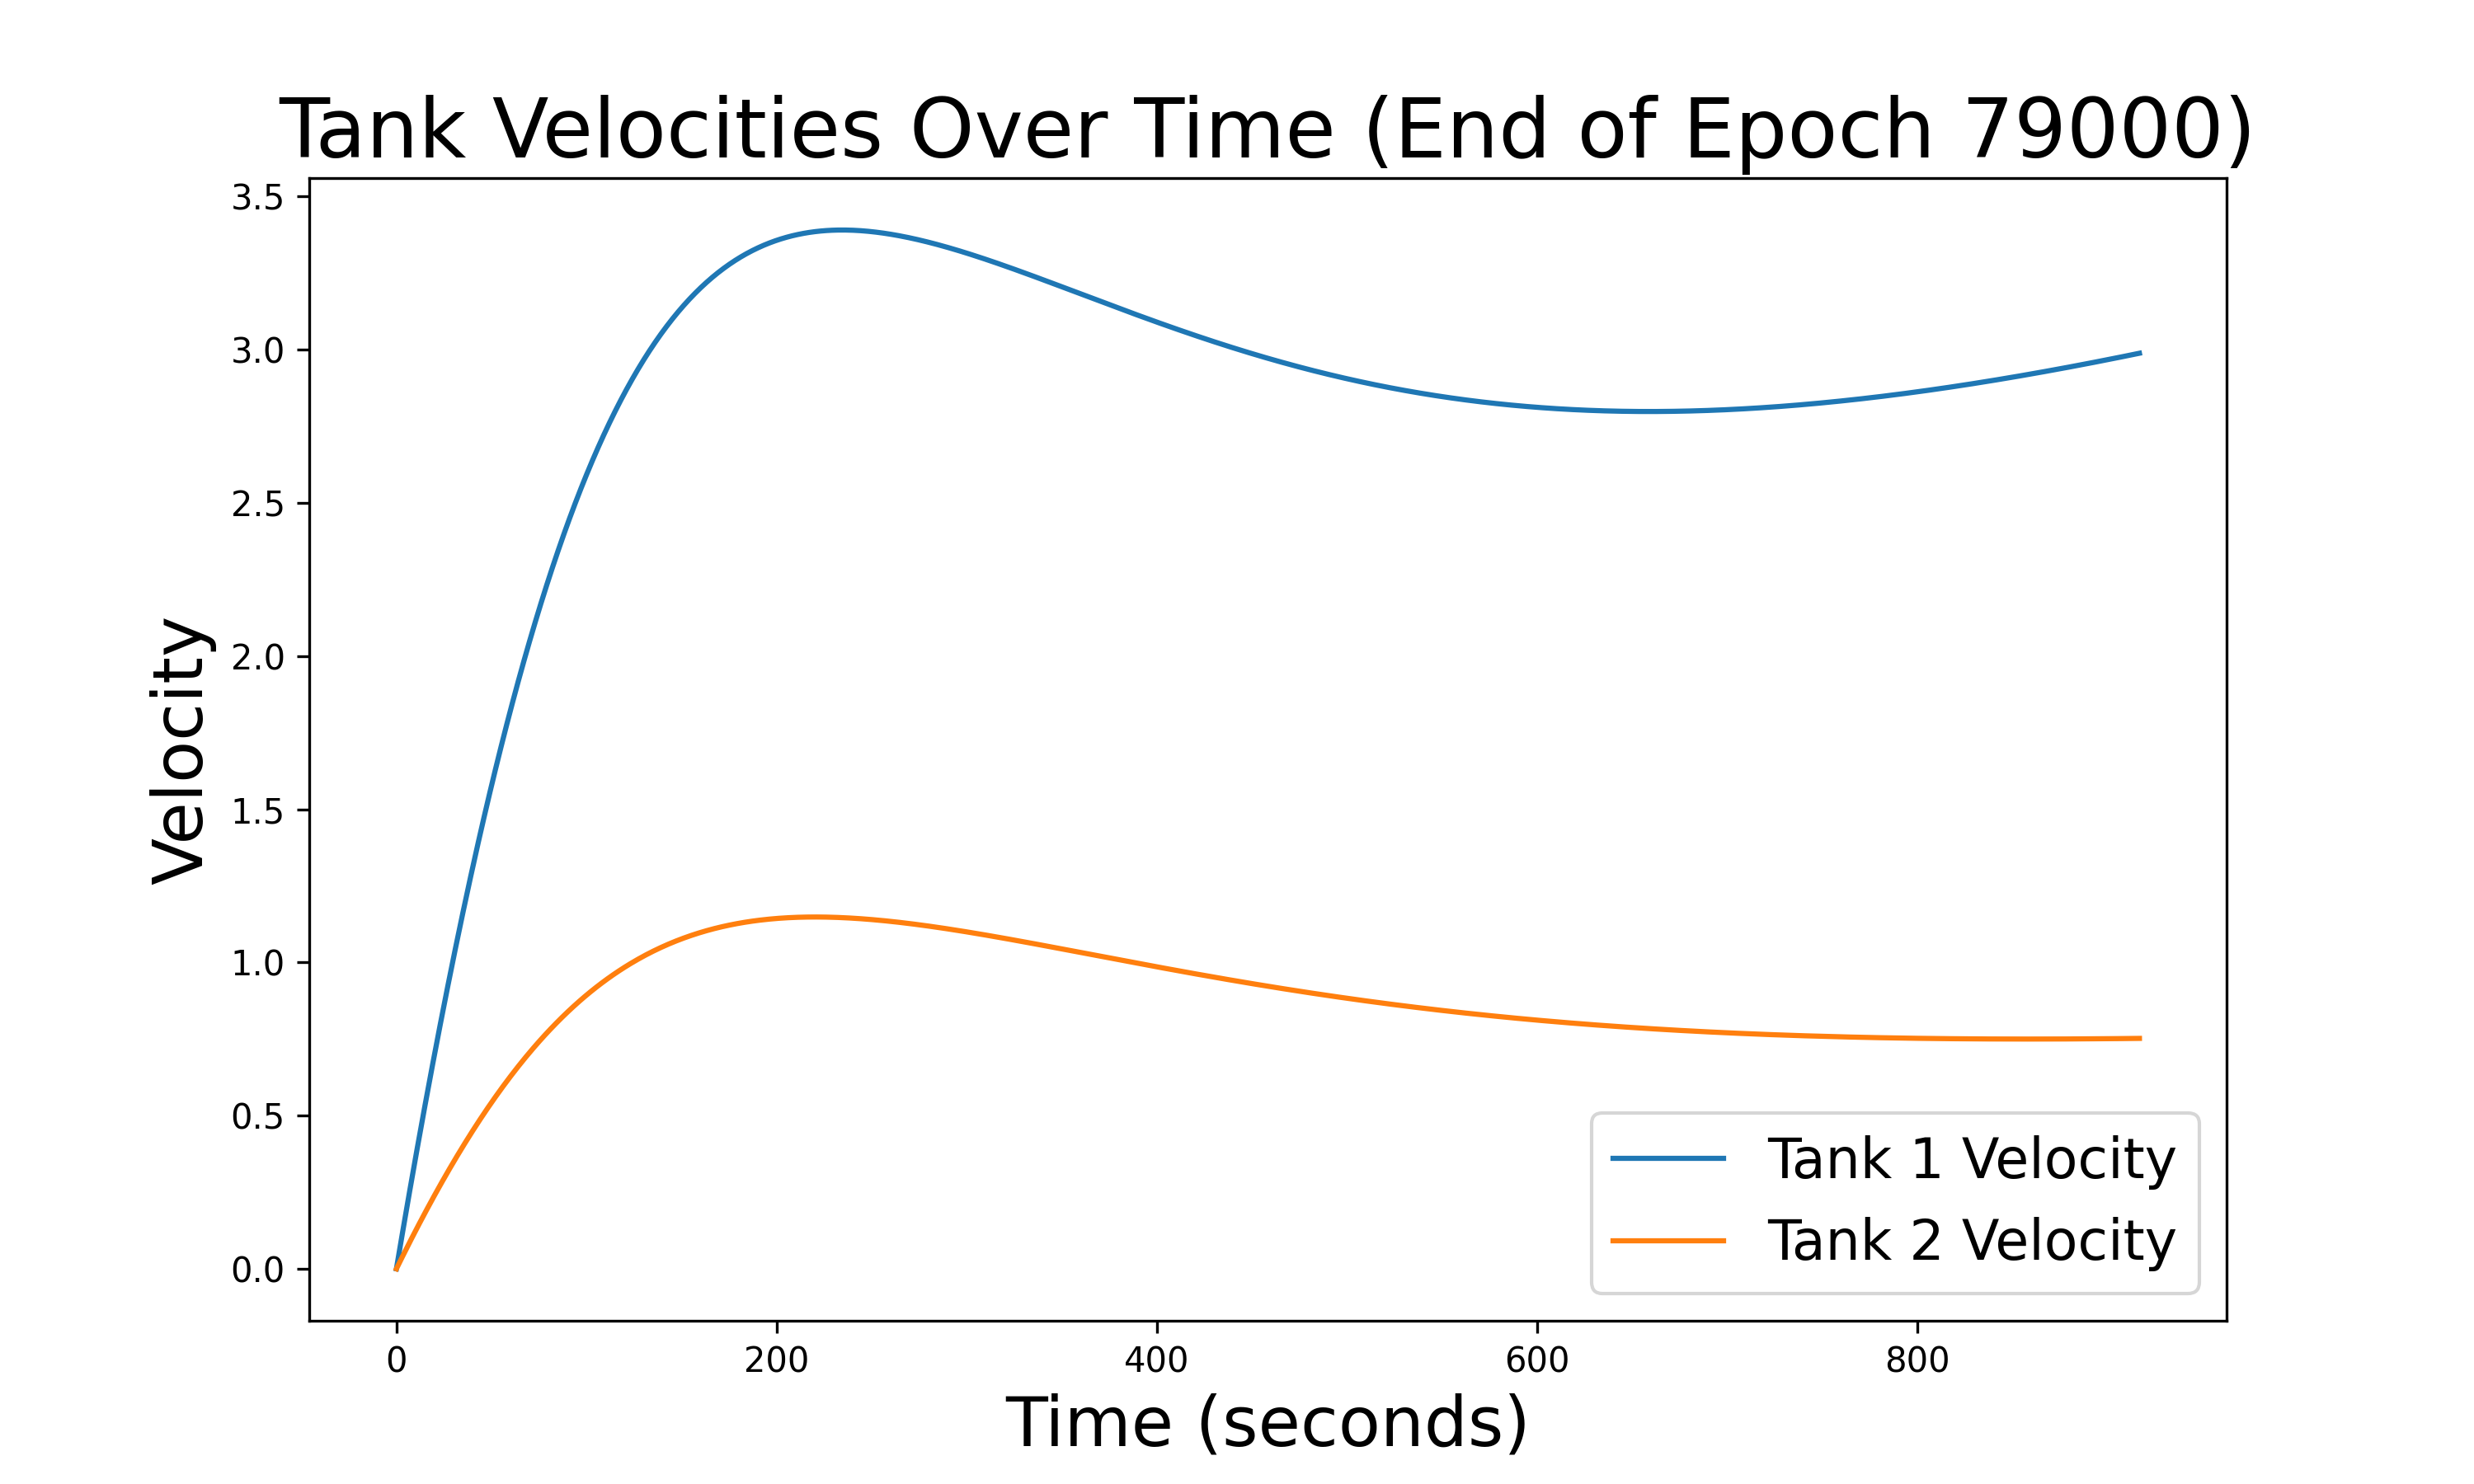 Tank Velocities Over Time (End of Epoch 79000)
Velocity
3.5
3.0
2.5
2.0
1.5
1.0
0.5
0.0
Tank 1 Velocity
Tank 2 Velocity
0 200 400 600 800
Time (seconds)